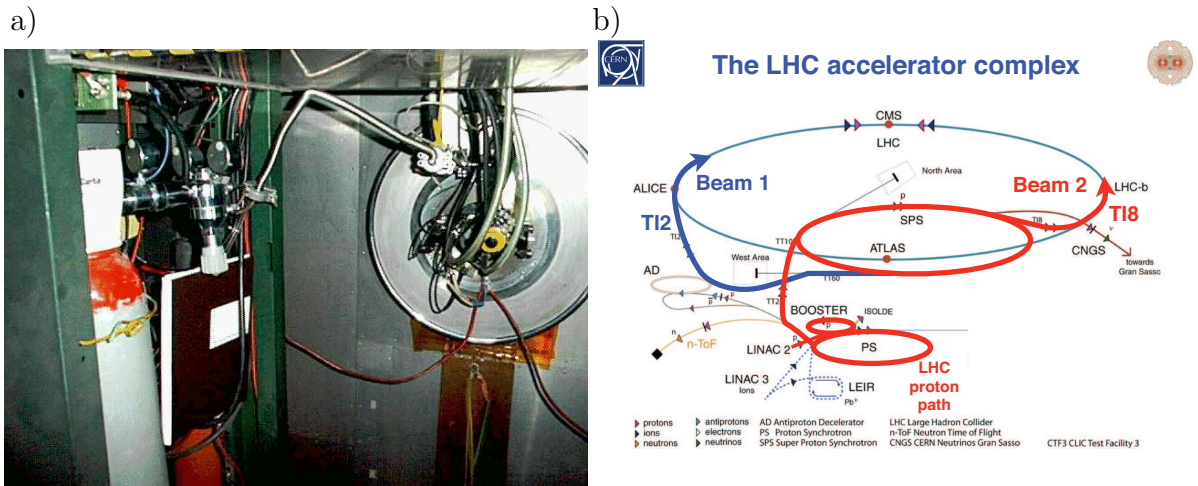 a)
b)
CERN
The LHC accelerator complex
CMS
LHC
North Area
ALICE
Beam 1
Beam 2
LHC-b
p
SPS
TI2
TI8
TI2
TI8
TT10
ATLAS
ν
CNGS
West Area
towards
Gran Sasso
AD
TT60
TT2
p
p
BOOSTER
ISOLDE
n
p
n-ToF
p
LINAC 2
PS
LHC
proton
path
LINAC 3
Ions
LEIR
Pb+
protons
ions
neutrons
antiprotons
electrons
neutrinos
AD Antiproton Decelerator
PS Proton Synchrotron
SPS Super Proton Synchrotron
LHC Large Hadron Collider
n-ToF Neutron Time of Flight
CNGS CERN Neutrinos Gran Sasso
CTF3 CLIC Test Facility 3